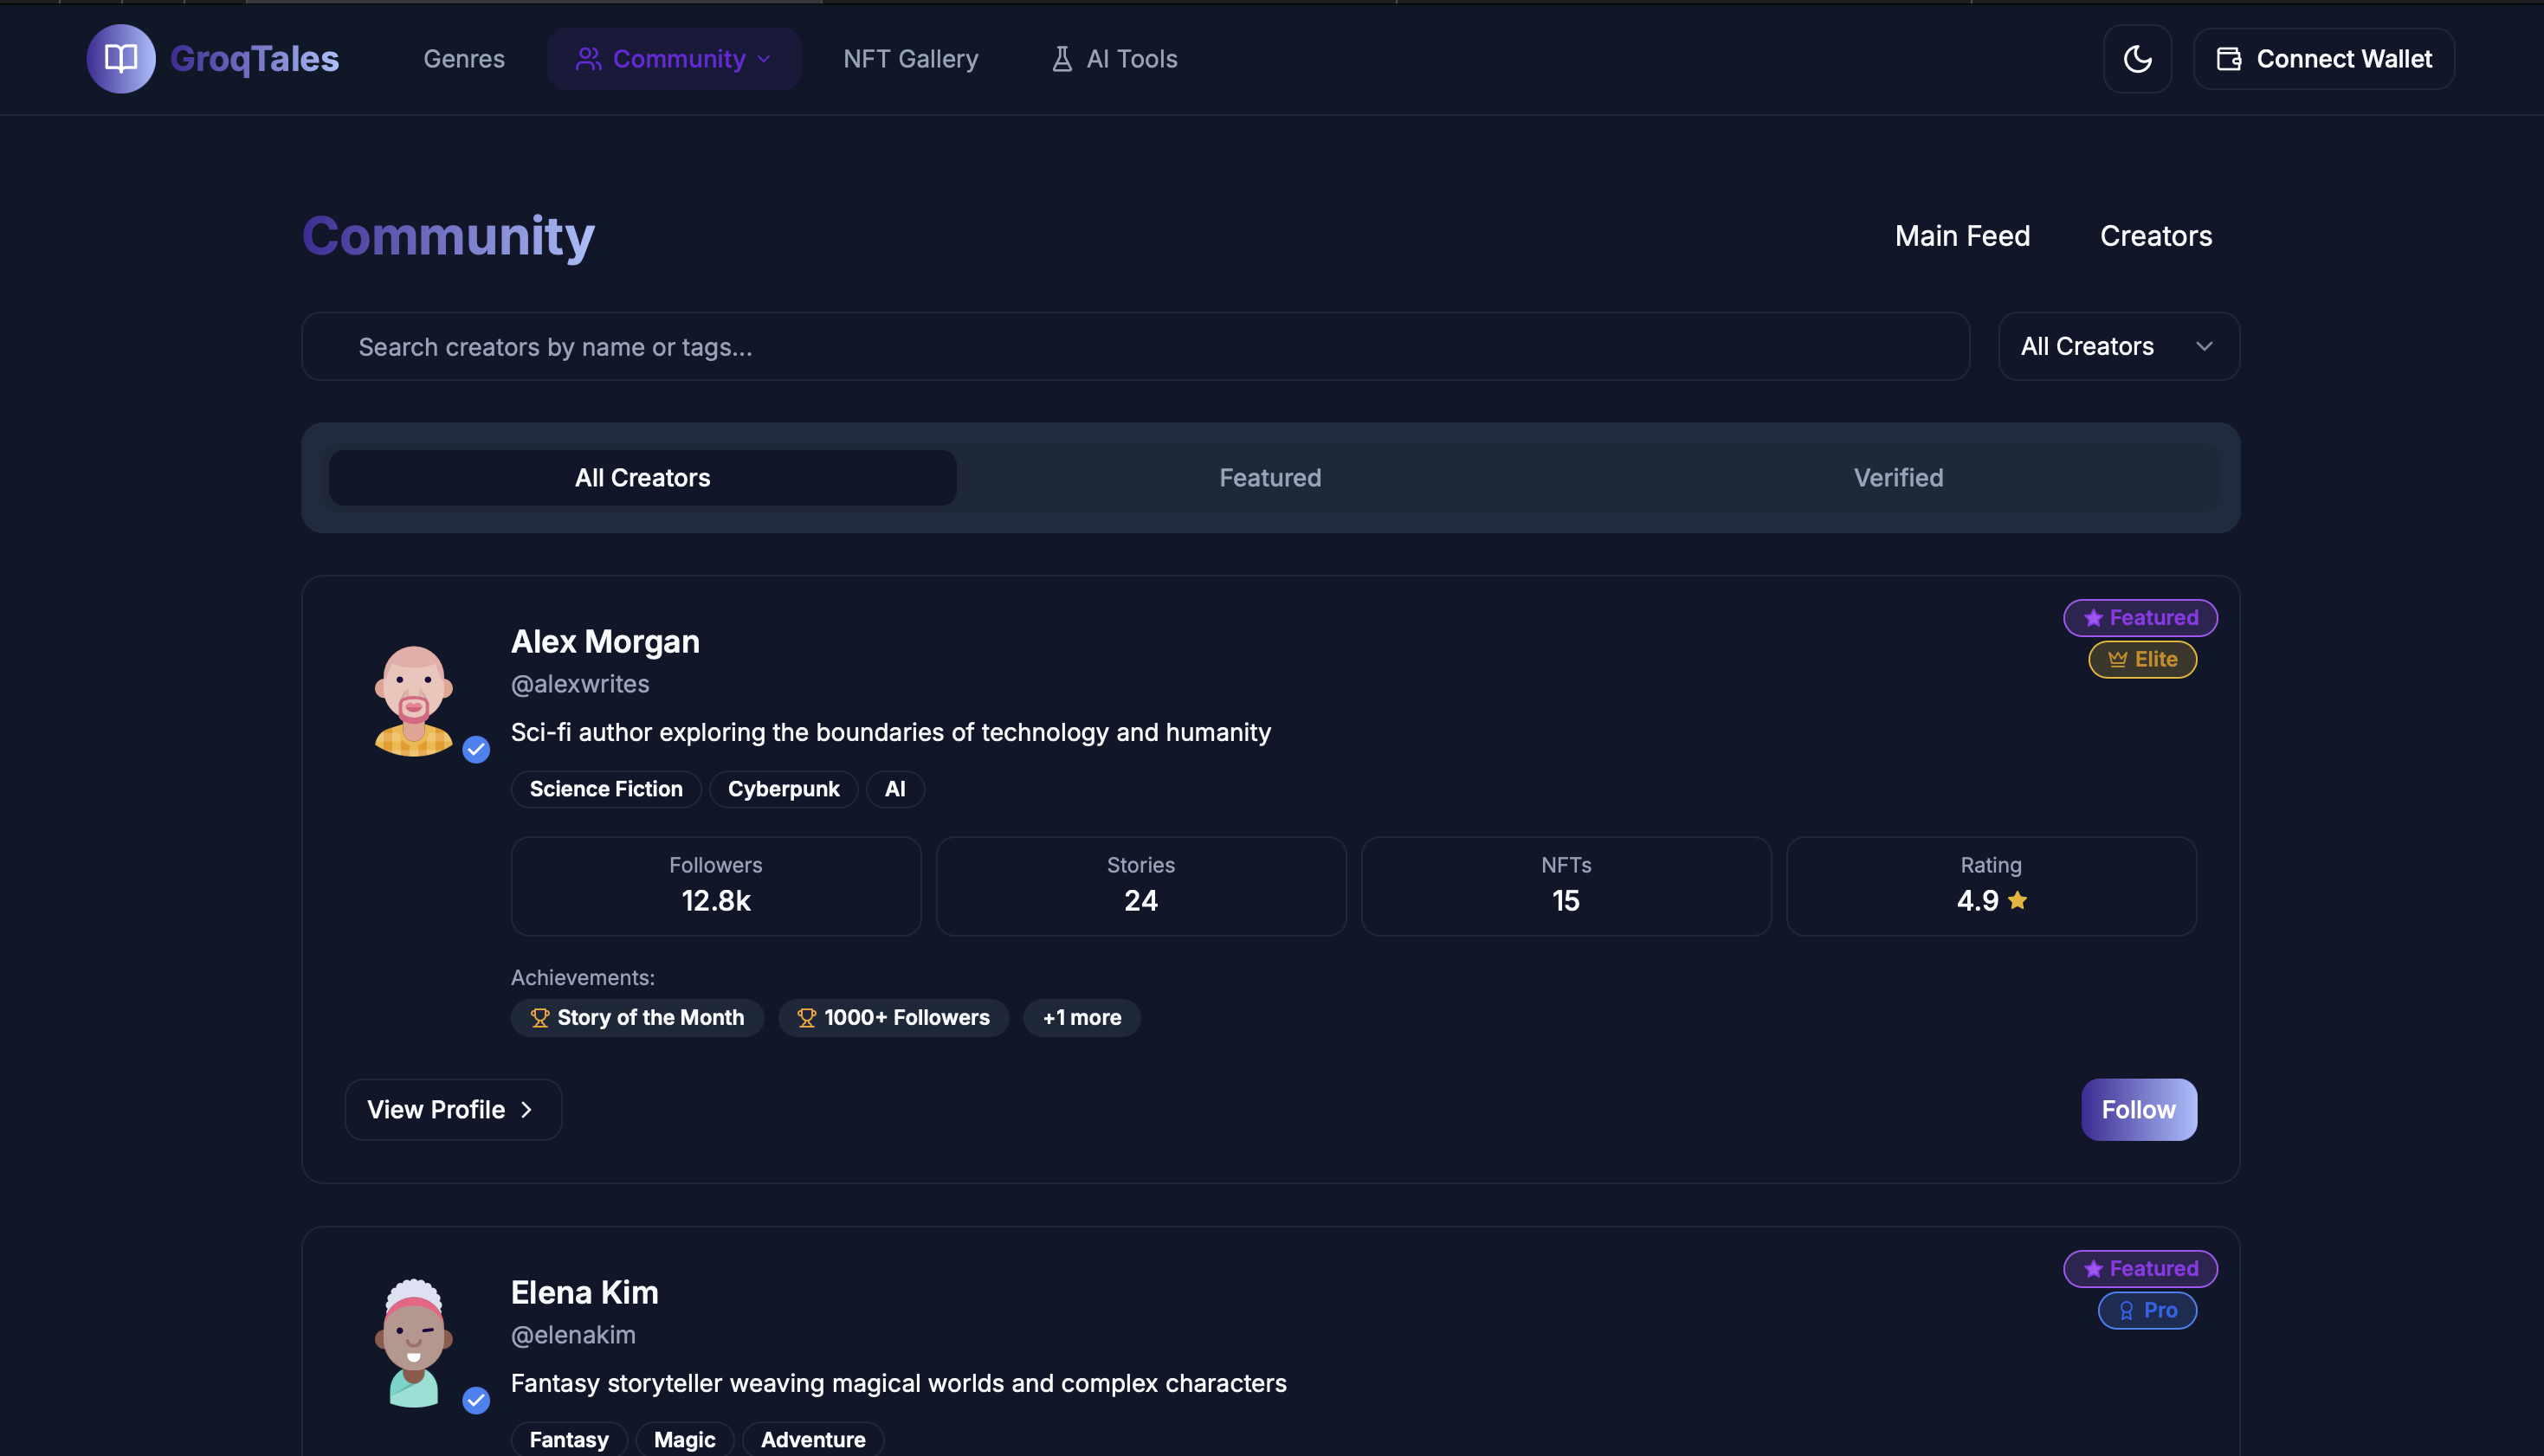 GroqTales Genres Community NFT Gallery AI Tools Connect Wallet
Community Main Feed Creators
Search creators by name or tags... All Creators
All Creators Featured Verified
Featured
Alex Morgan
Elite
@alexwrites
Sci-fi author exploring the boundaries of technology and humanity
Science Fiction Cyberpunk AI
Followers Stories NFTs Rating
12.8k 24 15 4.9
Achievements:
Story of the Month 1000+ Followers +1 more
View Profile Follow
Featured
Elena Kim
Pro
@elenakim
Fantasy storyteller weaving magical worlds and complex characters
Fantasy Magic Adventure